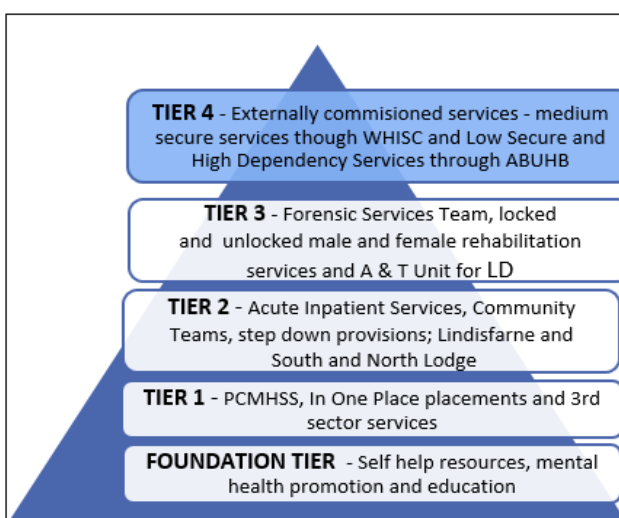 TIER 4 - Externally commisioned services - medium
secure services though WHISC and Low Secure and
High Dependency Services through ABUHB
TIER 3 - Forensic Services Team, locked
and unlocked male and female rehabilitation
services and A & T Unit for LD
TIER 2 - Acute Inpatient Services, Community
Teams, step down provisions; Lindisfarne and
South and North Lodge
TIER 1 - PCMHSS, In One Place placements and 3rd
sector services
FOUNDATION TIER - Self help resources, mental
health promotion and education